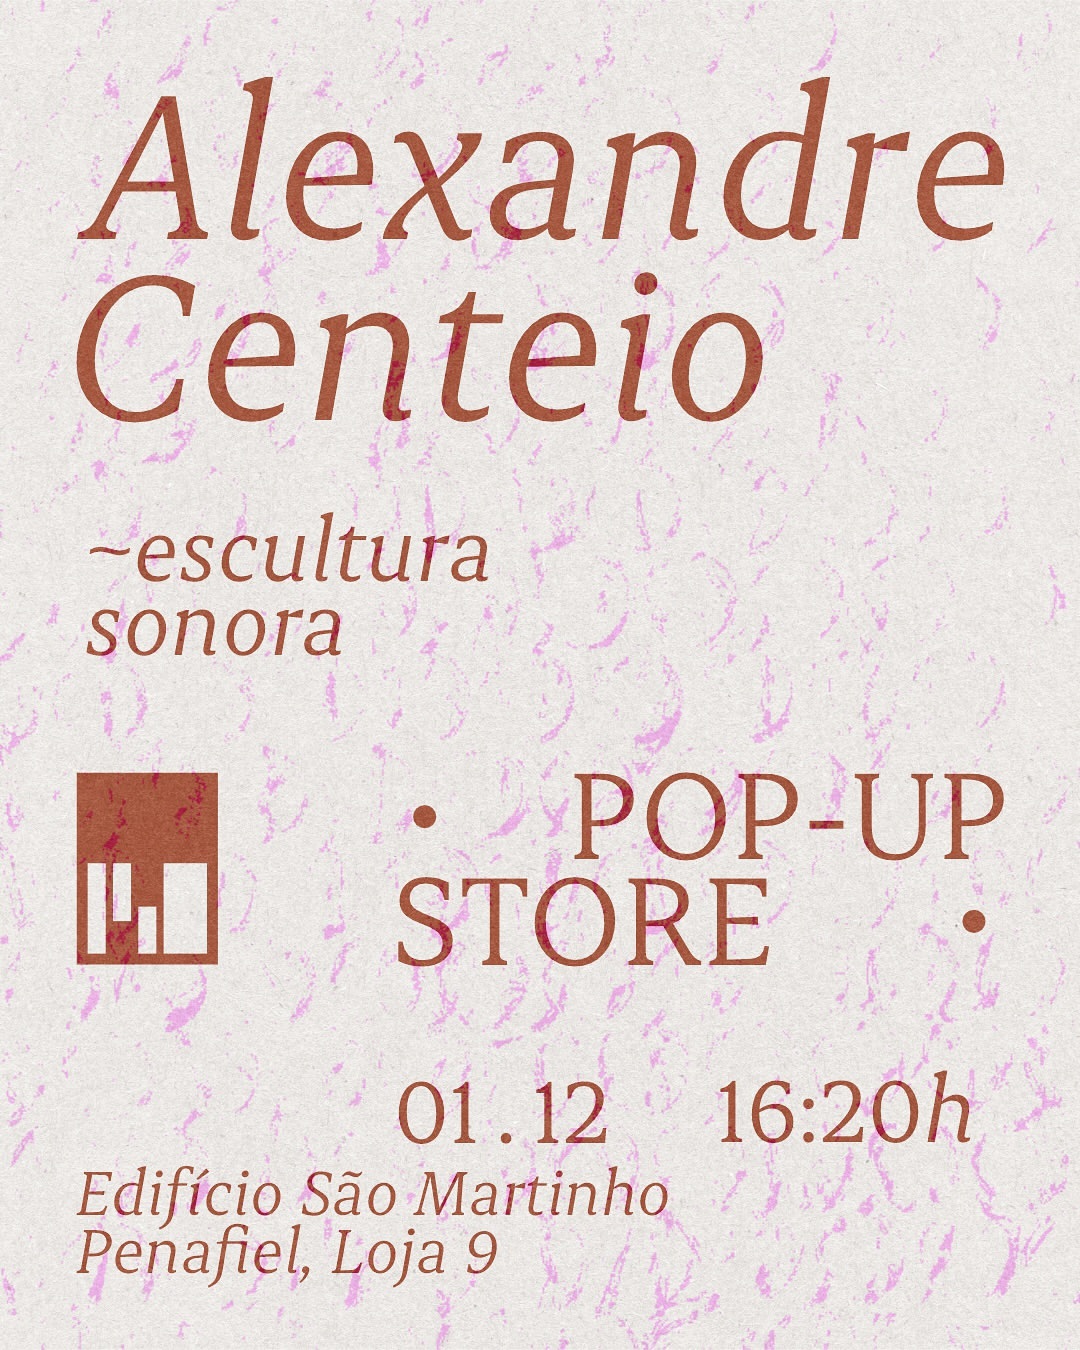 Alexandre
Centeio
~escultura
sonora
• POP-UP
STORE •
01.12 16:20h
Edifício São Martinho
Penafiel, Loja 9